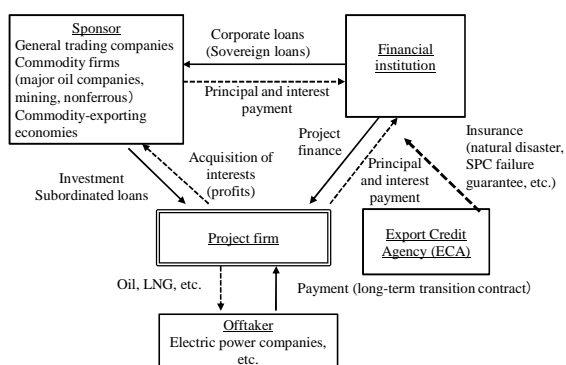 Sponsor
General trading companies
Commodity firms
(major oil companies,
mining, nonferrous）
Commodity-exporting
economies
Corporate loans
(Sovereign loans)
Principal and interest
payment
Financial
institution
Investment
Subordinated loans
Acquisition of
interests
(profits)
Project
finance
Principal
and interest
payment
Insurance
(natural disaster,
SPC failure
guarantee, etc.)
Project firm
Export Credit
Agency (ECA)
Oil, LNG, etc.
Payment (long-term transition contract）
Offtaker
Electric power companies,
etc.